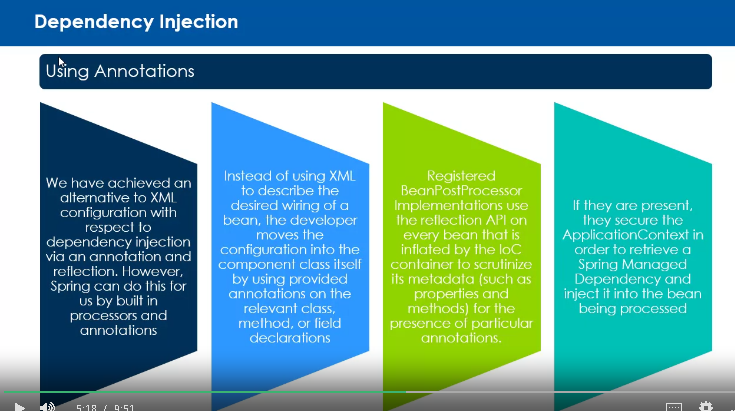 Dependency Injection
Using Annotations
We have achieved an
alternative to XML
configuration with
respect to
dependency injection
via an annotation and
reflection. However,
Spring can do this for
us by built in
processors and
annotations
Instead of using XML
to describe the
desired wiring of a
bean, the developer
moves the
configuration into the
component class itself
by using provided
annotations on the
relevant class,
method, or field
declarations
Registered
BeanPostProcessor
Implementations use
the reflection API on
every bean that is
inflated by the IoC
container to scrutinize
its metadata (such as
properties and
methods) for the
presence of particular
annotations.
If they are present,
they secure the
ApplicationContext in
order to retrieve a
Spring Managed
Dependency and
inject it into the bean
being processed
5:18 / 9:51